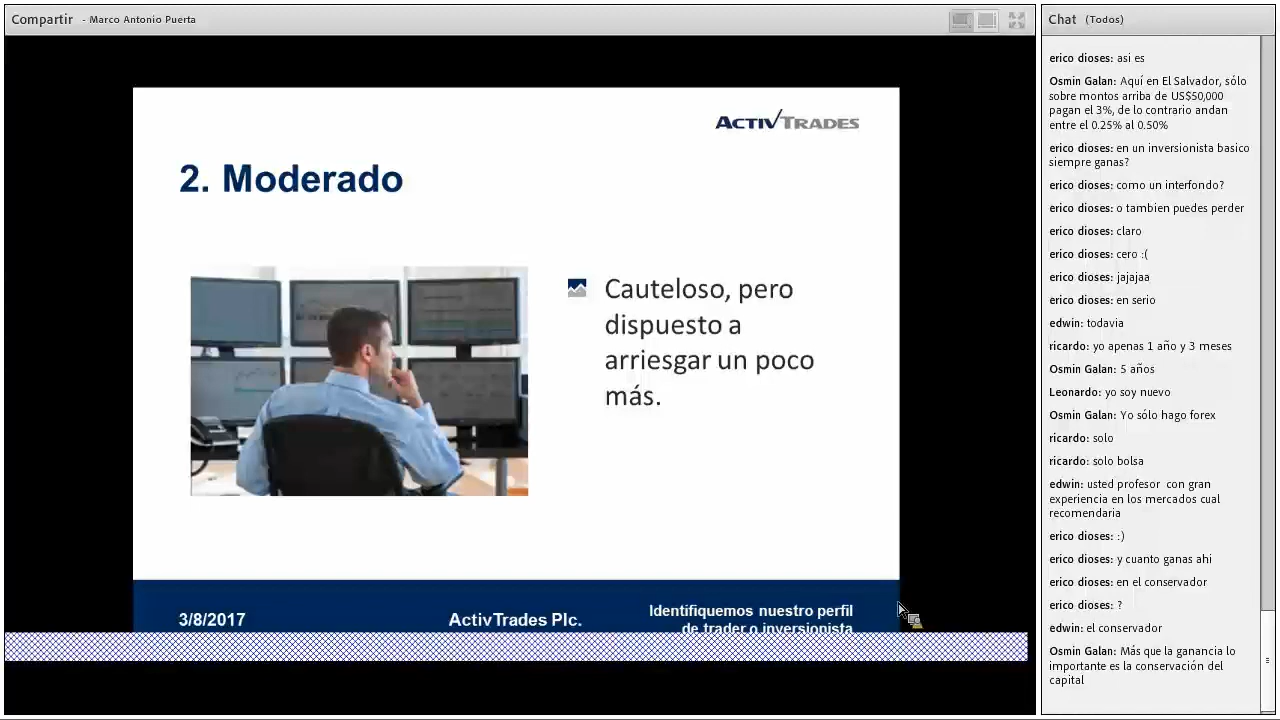 Compartir - Marco Antonio Puerta
ACTIVTRADES
2. Moderado
Cauteloso, pero
dispuesto a
arriesgar un poco
más.
3/8/2017
ActivTrades Plc.
Identifiquemos nuestro perfil
de trader o inversionista
Chat (Todos)
erico dioses: asi es
Osmin Galan: Aquí en El Salvador, sólo
sobre montos arriba de US$50,000
pagan el 3%, de lo contrario andan
entre el 0.25% al 0.50%
erico dioses: en un inversionista basico
siempre ganas?
erico dioses: como un interfondo?
erico dioses: o tambien puedes perder
erico dioses: claro
erico dioses: cero :(
erico dioses: jajajaa
erico dioses: en serio
edwin: todavia
ricardo: yo apenas 1 año y 3 meses
Osmin Galan: 5 años
Leonardo: yo soy nuevo
Osmin Galan: Yo sólo hago forex
ricardo: solo
ricardo: solo bolsa
edwin: usted profesor con gran
experiencia en los mercados cual
recomendaria
erico dioses: :)
erico dioses: y cuanto ganas ahi
erico dioses: en el conservador
erico dioses: ?
edwin: el conservador
Osmin Galan: Más que la ganancia lo
importante es la conservación del
capital